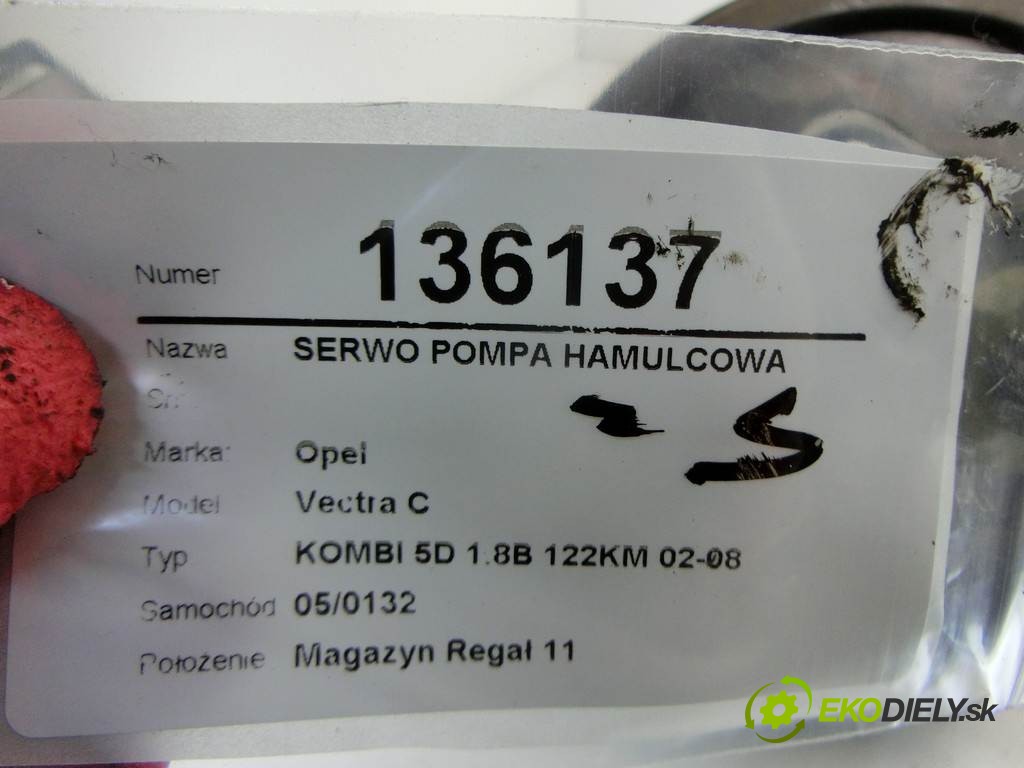 Numer 136137
Nazwa SERWO POMPA HAMULCOWA
Marka: Opel
Model Vectra C
Typ KOMBI 5D 1.8B 122KM 02-08
Samochód 05/0132
Położenie Magazyn Regał 11
EKODIELY.sk